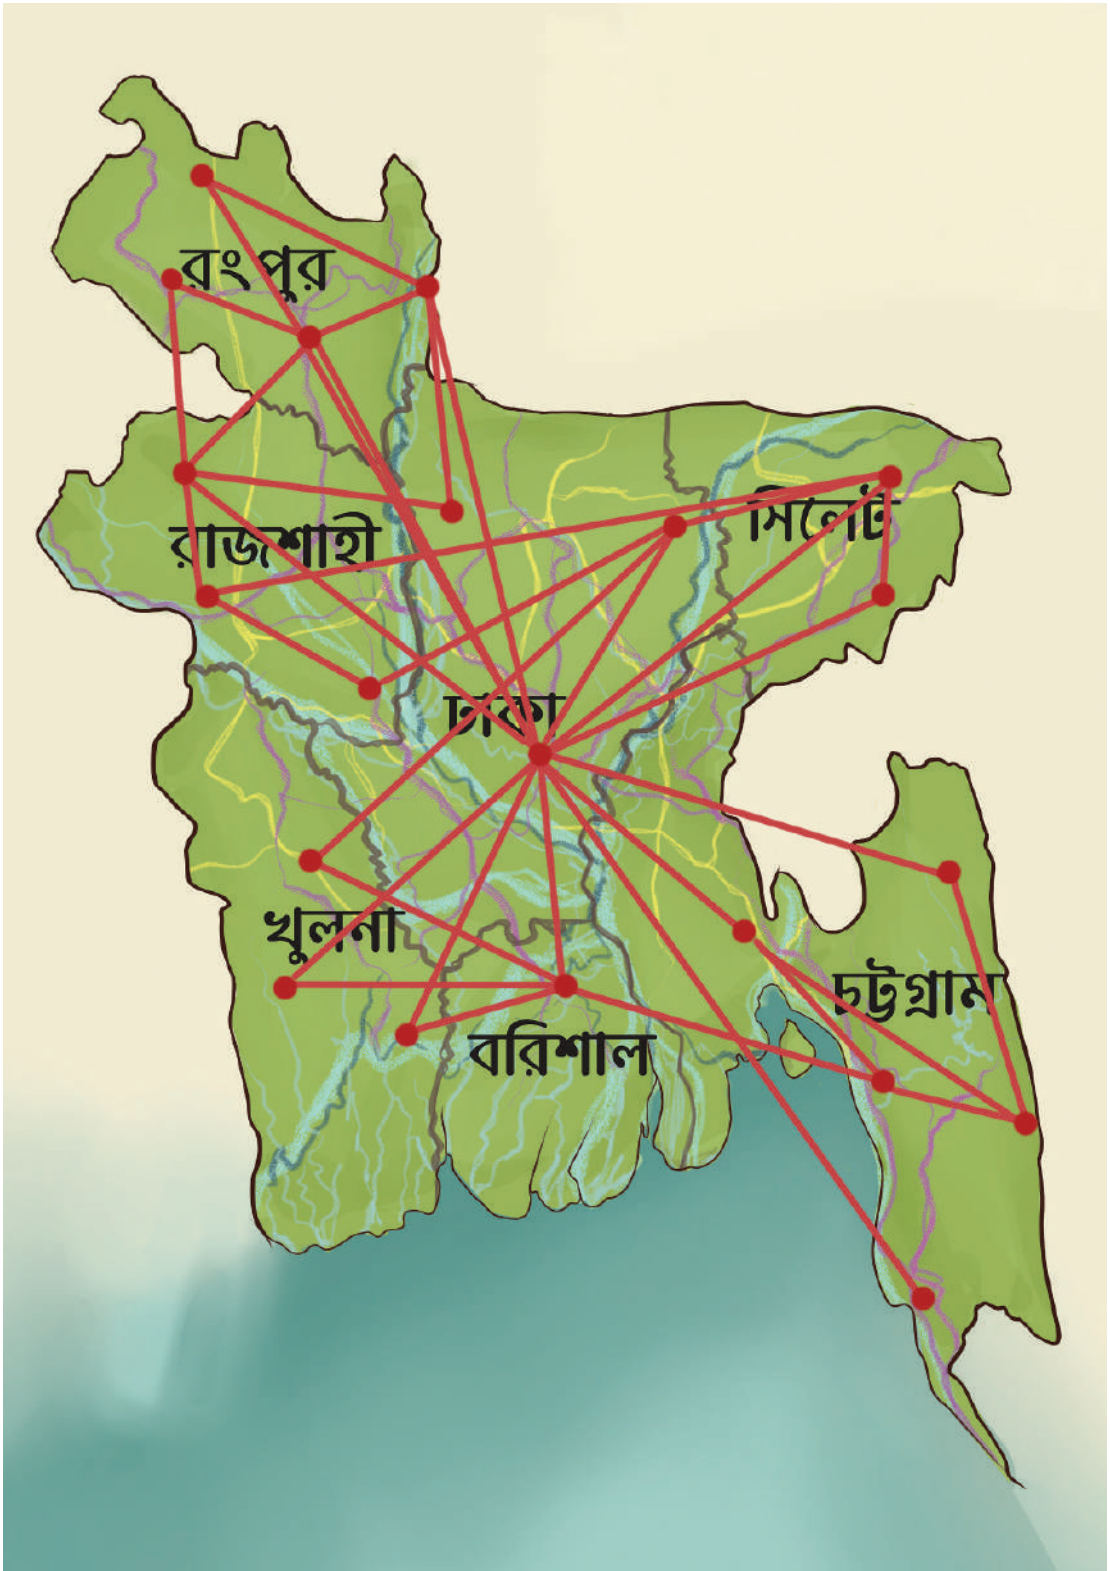 রংপুর
রাজশাহী
সিলেট
ঢাকা
খুলনা
চট্টগ্রাম
বরিশাল